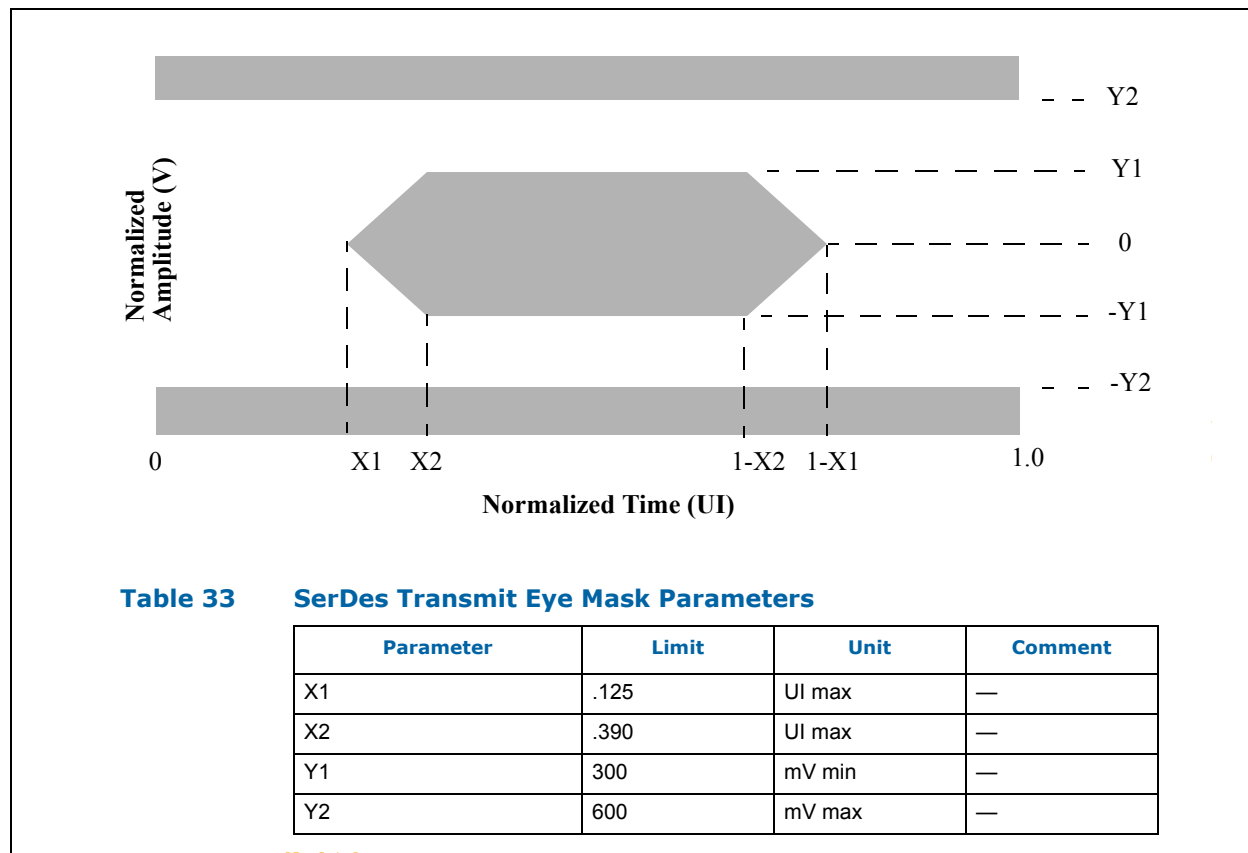 Y2
Y1
Normalized
Amplitude (V)
0
-Y1
-Y2
0 X1 X2 1-X2 1-X1 1.0
Normalized Time (UI)
Table 33 SerDes Transmit Eye Mask Parameters
Parameter Limit Unit Comment
X1 .125 UI max —
X2 .390 UI max —
Y1 300 mV min —
Y2 600 mV max —